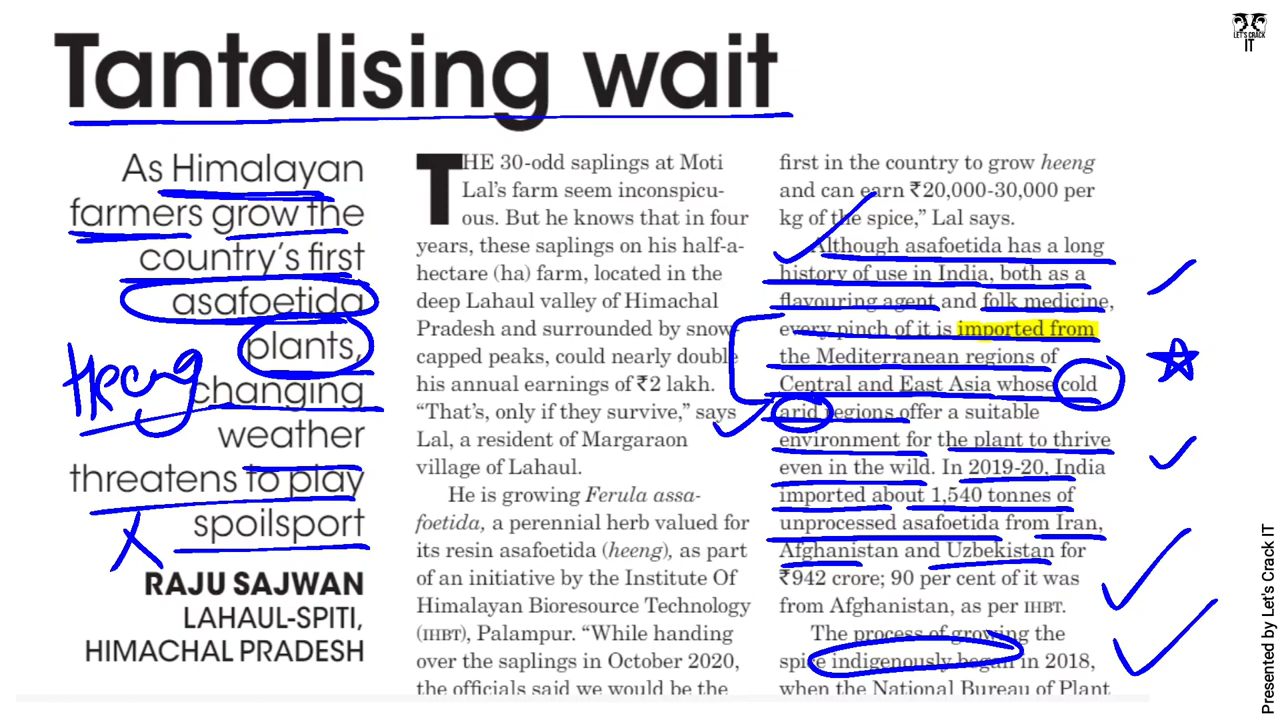 LET'S CRACK
IT
Tantalising wait
As Himalayan
farmers grow the
country's first
asafoetida
plants,
Heeng
changing
weather
threatens to play
spoilsport
RAJU SAJWAN
LAHAUL-SPITI,
HIMACHAL PRADESH
THE 30-odd saplings at Moti
Lal's farm seem inconspicu-
ous. But he knows that in four
years, these saplings on his half-a-
hectare (ha) farm, located in the
deep Lahaul valley of Himachal
Pradesh and surrounded by snow-
capped peaks, could nearly double
his annual earnings of ₹2 lakh.
"That's, only if they survive," says
Lal, a resident of Margaraon
village of Lahaul.
He is growing Ferula assa-
foetida, a perennial herb valued for
its resin asafoetida (heeng), as part
of an initiative by the Institute Of
Himalayan Bioresource Technology
(IHBT), Palampur. "While handing
over the saplings in October 2020,
the officials said we would be the
first in the country to grow heeng
and can earn ₹20,000-30,000 per
kg of the spice," Lal says.
Although asafoetida has a long
history of use in India, both as a
flavouring agent and folk medicine,
every pinch of it is imported from
the Mediterranean regions of
Central and East Asia whose cold
arid regions offer a suitable
environment for the plant to thrive
even in the wild. In 2019-20, India
imported about 1,540 tonnes of
unprocessed asafoetida from Iran,
Afghanistan and Uzbekistan for
₹942 crore; 90 per cent of it was
from Afghanistan, as per IHBT.
The process of growing the
spice indigenously began in 2018,
when the National Bureau of Plant
Presented by Let's Crack IT